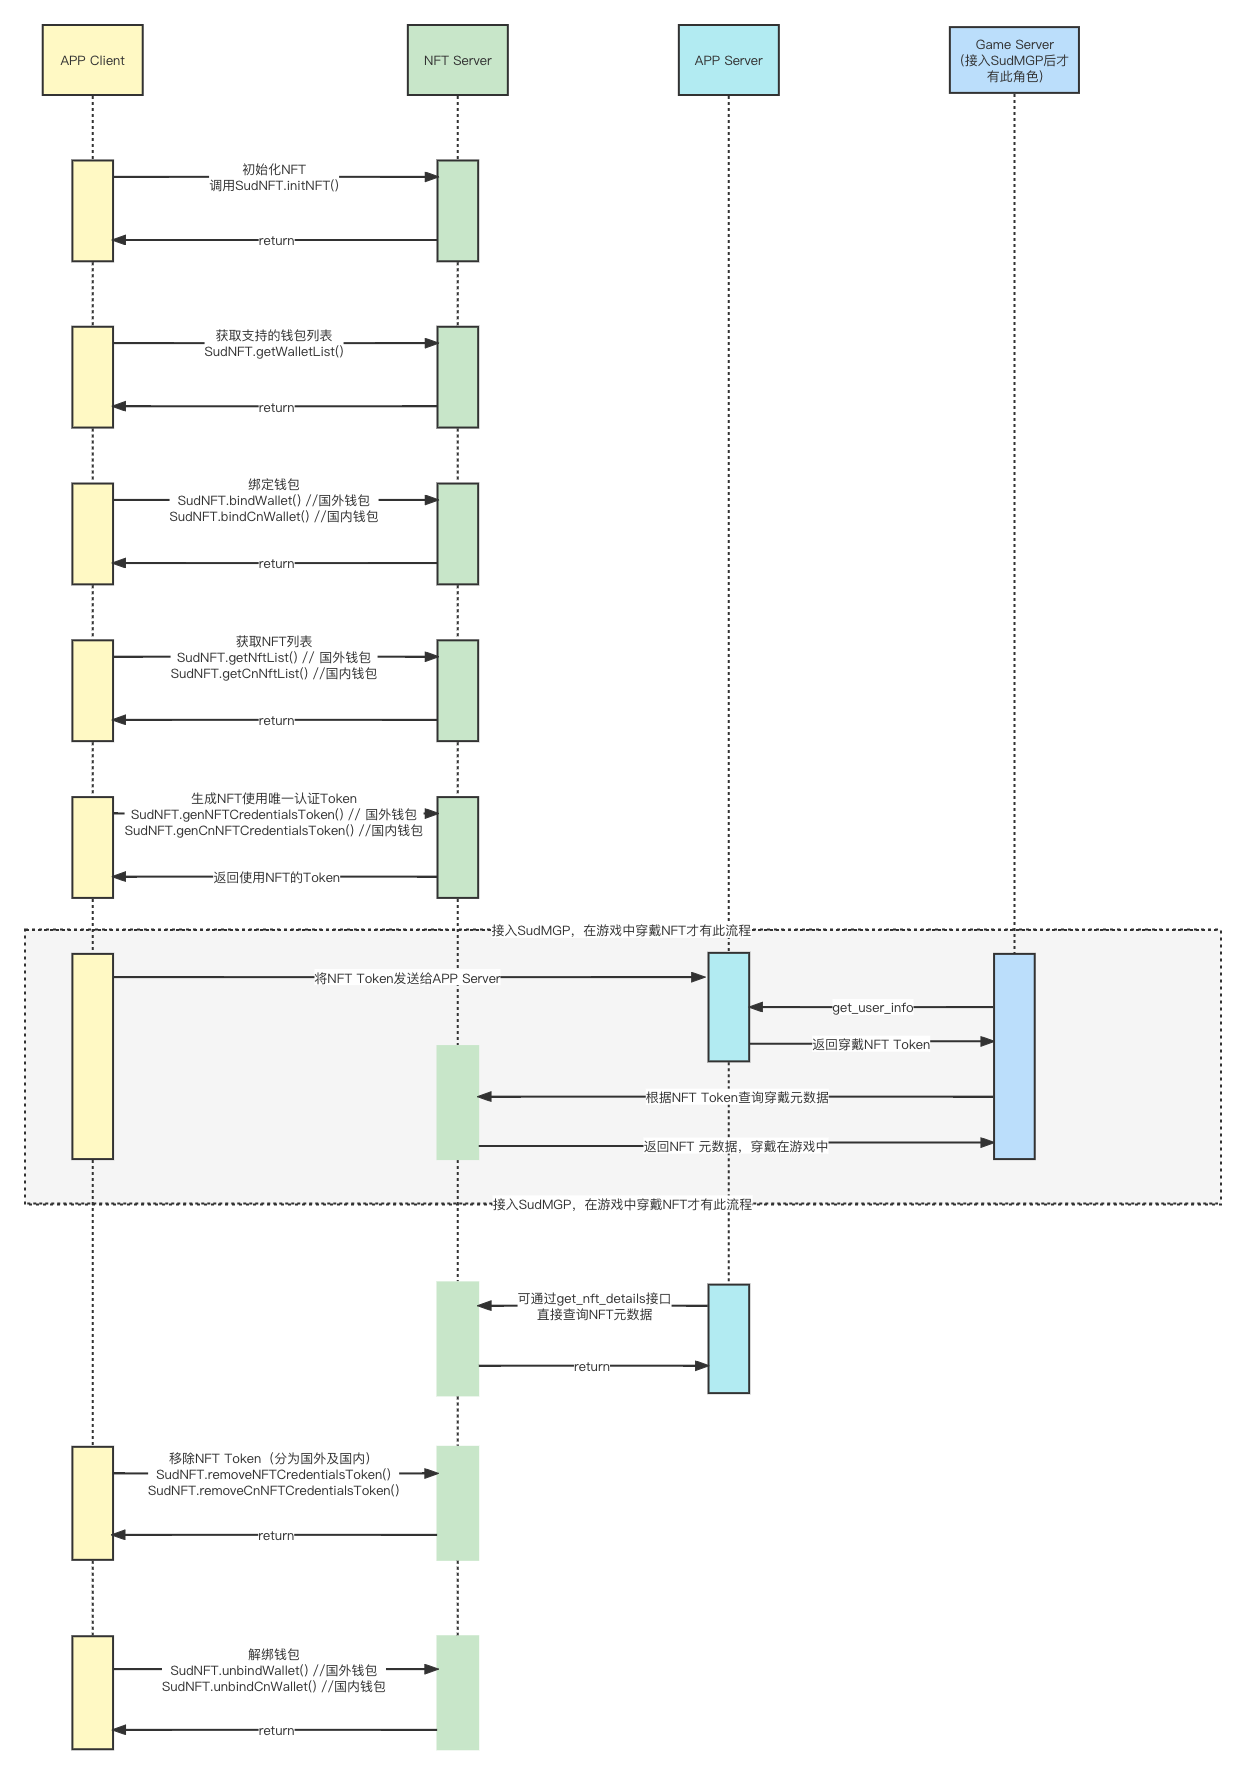 APP Client
NFT Server
APP Server
Game Server
（接入SudMGP后才
有此角色）
初始化NFT
调用SudNFT.initNFT()
return
获取支持的钱包列表
SudNFT.getWalletList()
return
绑定钱包
SudNFT.bindWallet() //国外钱包
SudNFT.bindCnWallet() //国内钱包
return
获取NFT列表
SudNFT.getNftList() // 国外钱包
SudNFT.getCnNftList() //国内钱包
return
生成NFT使用唯一认证Token
SudNFT.genNFTCredentialsToken() // 国外钱包
SudNFT.genCnNFTCredentialsToken() //国内钱包
返回使用NFT的Token
接入SudMGP，在游戏中穿戴NFT才有此流程
将NFT Token发送给APP Server
get_user_info
返回穿戴NFT Token
根据NFT Token查询穿戴元数据
返回NFT 元数据，穿戴在游戏中
接入SudMGP，在游戏中穿戴NFT才有此流程
可通过get_nft_details接口
直接查询NFT元数据
return
移除NFT Token（分为国外及国内）
SudNFT.removeNFTCredentialsToken()
SudNFT.removeCnNFTCredentialsToken()
return
解绑钱包
SudNFT.unbindWallet() //国外钱包
SudNFT.unbindCnWallet() //国内钱包
return